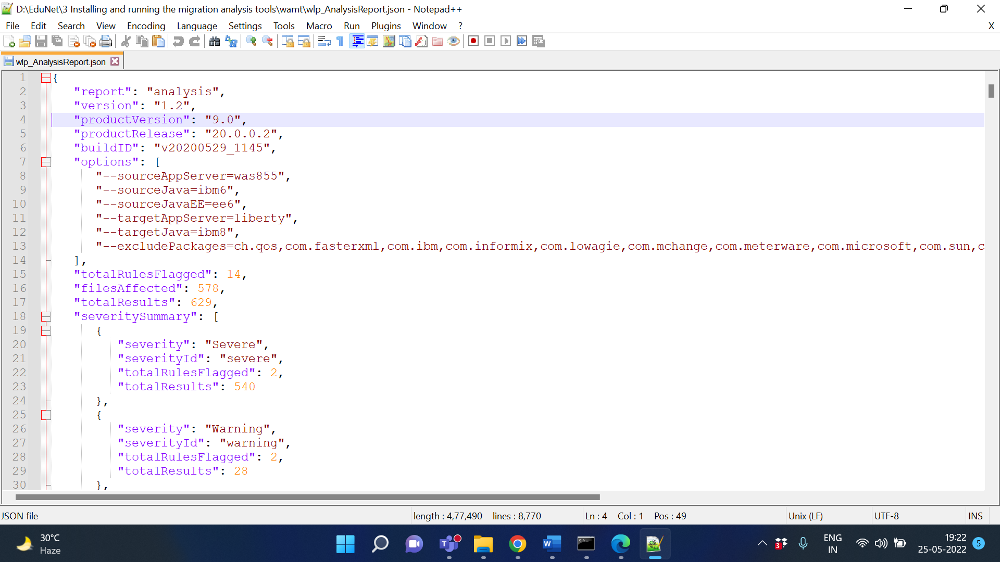 D:\EduNet\3 Installing and running the migration analysis tools\wamt\wlp_AnalysisReport.json - Notepad++
File Edit Search View Encoding Language Settings Tools Macro Run Plugins Window ? X
wlp_AnalysisReport.json
1 {
2 "report": "analysis",
3 "version": "1.2",
4 "productVersion": "9.0",
5 "productRelease": "20.0.0.2",
6 "buildID": "v20200529_1145",
7 "options": [
8 "--sourceAppServer=was855",
9 "--sourceJava=ibm6",
10 "--sourceJavaEE=ee6",
11 "--targetAppServer=liberty",
12 "--targetJava=ibm8",
13 "--excludePackages=ch.qos,com.fasterxml,com.ibm,com.informix,com.lowagie,com.mchange,com.meterware,com.microsoft,com.sun,c
14 ],
15 "totalRulesFlagged": 14,
16 "filesAffected": 578,
17 "totalResults": 629,
18 "severitySummary": [
19 {
20 "severity": "Severe",
21 "severityId": "severe",
22 "totalRulesFlagged": 2,
23 "totalResults": 540
24 },
25 {
26 "severity": "Warning",
27 "severityId": "warning",
28 "totalRulesFlagged": 2,
29 "totalResults": 28
30 },
JSON file length : 4,77,490 lines : 8,770 Ln : 4 Col : 1 Pos : 49 Unix (LF) UTF-8 INS
30°C
Haze
3
ENG
IN
19:22
25-05-2022
5